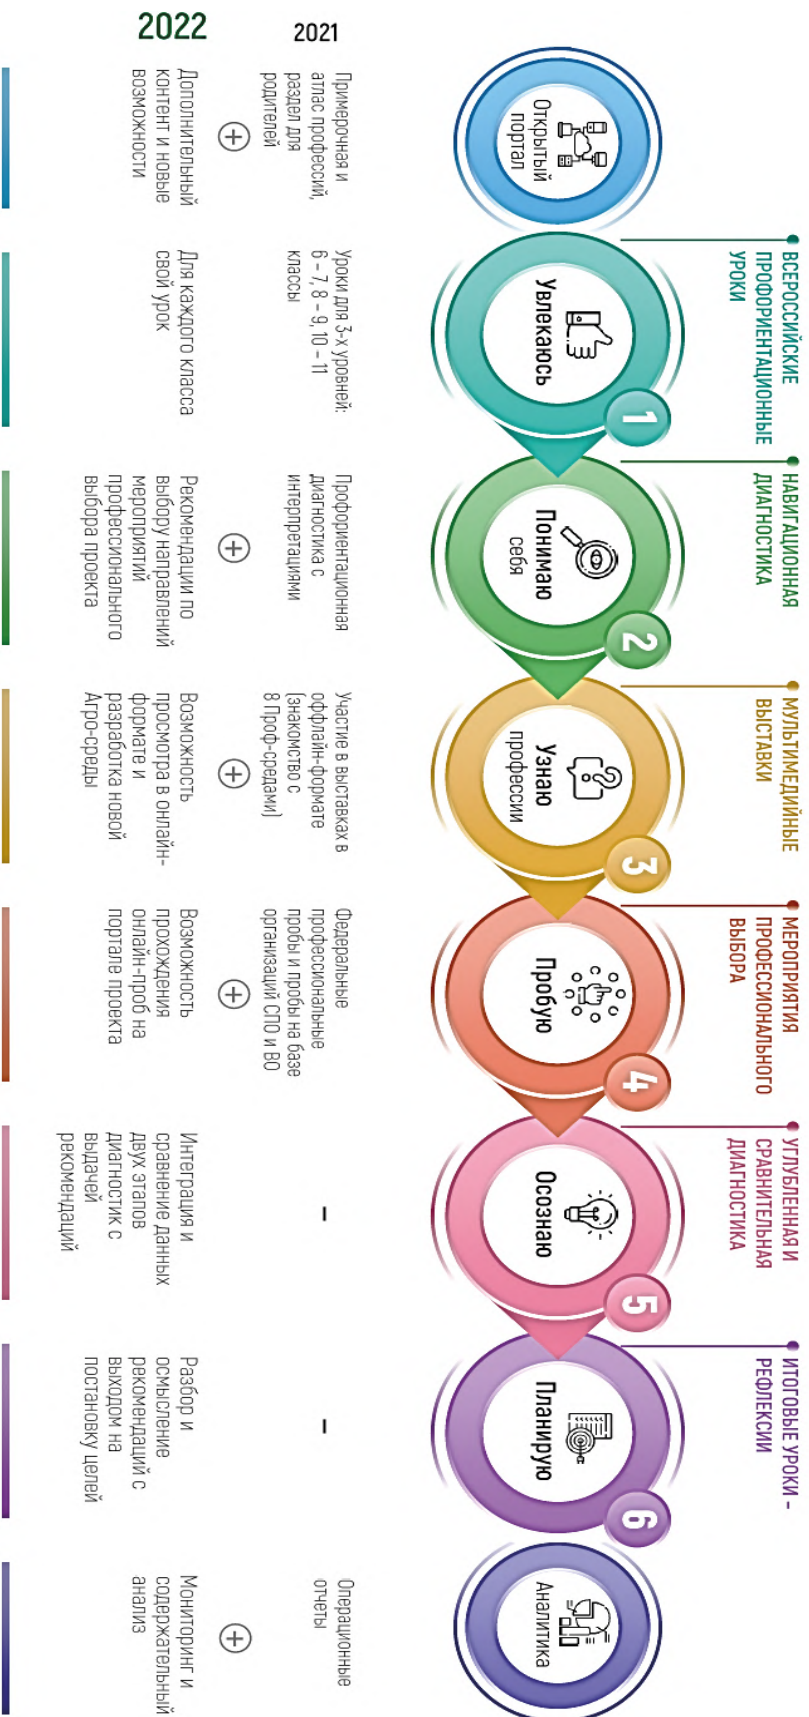 ВСЕРОССИЙСКИЕ
ПРОФОРИЕНТАЦИОННЫЕ
УРОКИ
НАВИГАЦИОННАЯ
ДИАГНОСТИКА
МУЛЬТИМЕДИЙНЫЕ
ВЫСТАВКИ
МЕРОПРИЯТИЯ
ПРОФЕССИОНАЛЬНОГО
ВЫБОРА
УГЛУБЛЕННАЯ И
СРАВНИТЕЛЬНАЯ
ДИАГНОСТИКА
ИТОГОВЫЕ УРОКИ –
РЕФЛЕКСИИ
Открытый
портал
Увлекаюсь
1
Понимаю
себя
2
Узнаю
профессии
3
Пробую
4
Осознаю
5
Планирую
6
Аналитика
2021
Примерочная и
атлас профессий,
раздел для
родителей
Уроки для 3-х уровней:
6 – 7, 8 – 9, 10 – 11
классы
Профориентационная
диагностика с
интерпретациями
Участие в выставках в
оффлайн-формате
(знакомство с
8 Проф-средами)
Федеральные
профессиональные
пробы и пробы на базе
организаций СПО и ВО
–
–
Операционные
отчеты
+
+
+
+
+
2022
Дополнительный
контент и новые
возможности
Для каждого класса
свой урок
Рекомендации по
выбору направлений
мероприятий
профессионального
выбора проекта
Возможность
просмотра в онлайн-
формате и
разработка новой
Агро-среды
Возможность
прохождения
онлайн-проб на
портале проекта
Интеграция и
сравнение данных
двух этапов
диагностик с
выдачей
рекомендаций
Разбор и
осмысление
рекомендаций с
выходом на
постановку целей
Мониторинг и
содержательный
анализ